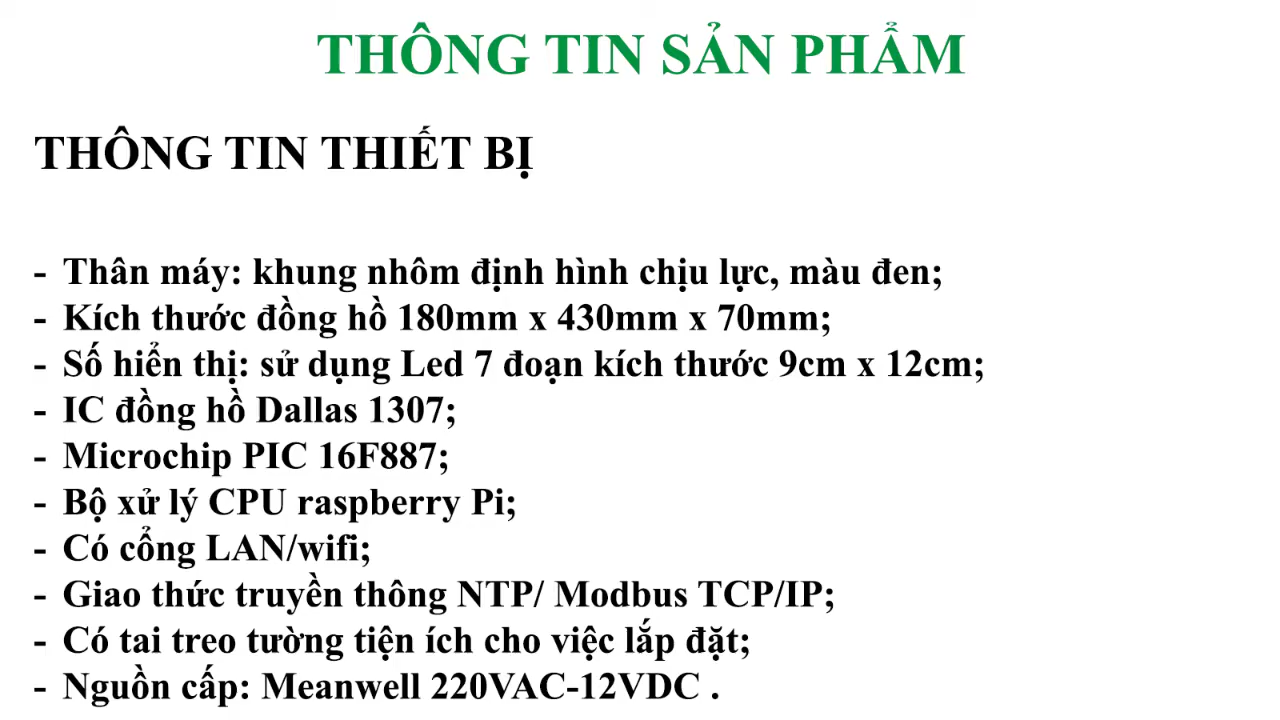 THÔNG TIN SẢN PHẨM
THÔNG TIN THIẾT BỊ
- Thân máy: khung nhôm định hình chịu lực, màu đen;
- Kích thước đồng hồ 180mm x 430mm x 70mm;
- Số hiển thị: sử dụng Led 7 đoạn kích thước 9cm x 12cm;
- IC đồng hồ Dallas 1307;
- Microchip PIC 16F887;
- Bộ xử lý CPU raspberry Pi;
- Có cổng LAN/wifi;
- Giao thức truyền thông NTP/ Modbus TCP/IP;
- Có tai treo tường tiện ích cho việc lắp đặt;
- Nguồn cấp: Meanwell 220VAC-12VDC .